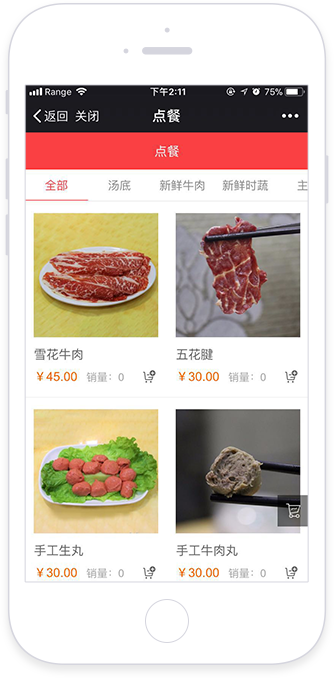 Range 下午2:11 75%
返回 关闭 点餐
点餐
全部 汤底 新鲜牛肉 新鲜时蔬 主
雪花牛肉 五花腱
￥45.00 销量：0 ￥30.00 销量：0
手工生丸 手工牛肉丸
￥30.00 销量：0 ￥30.00 销量：0